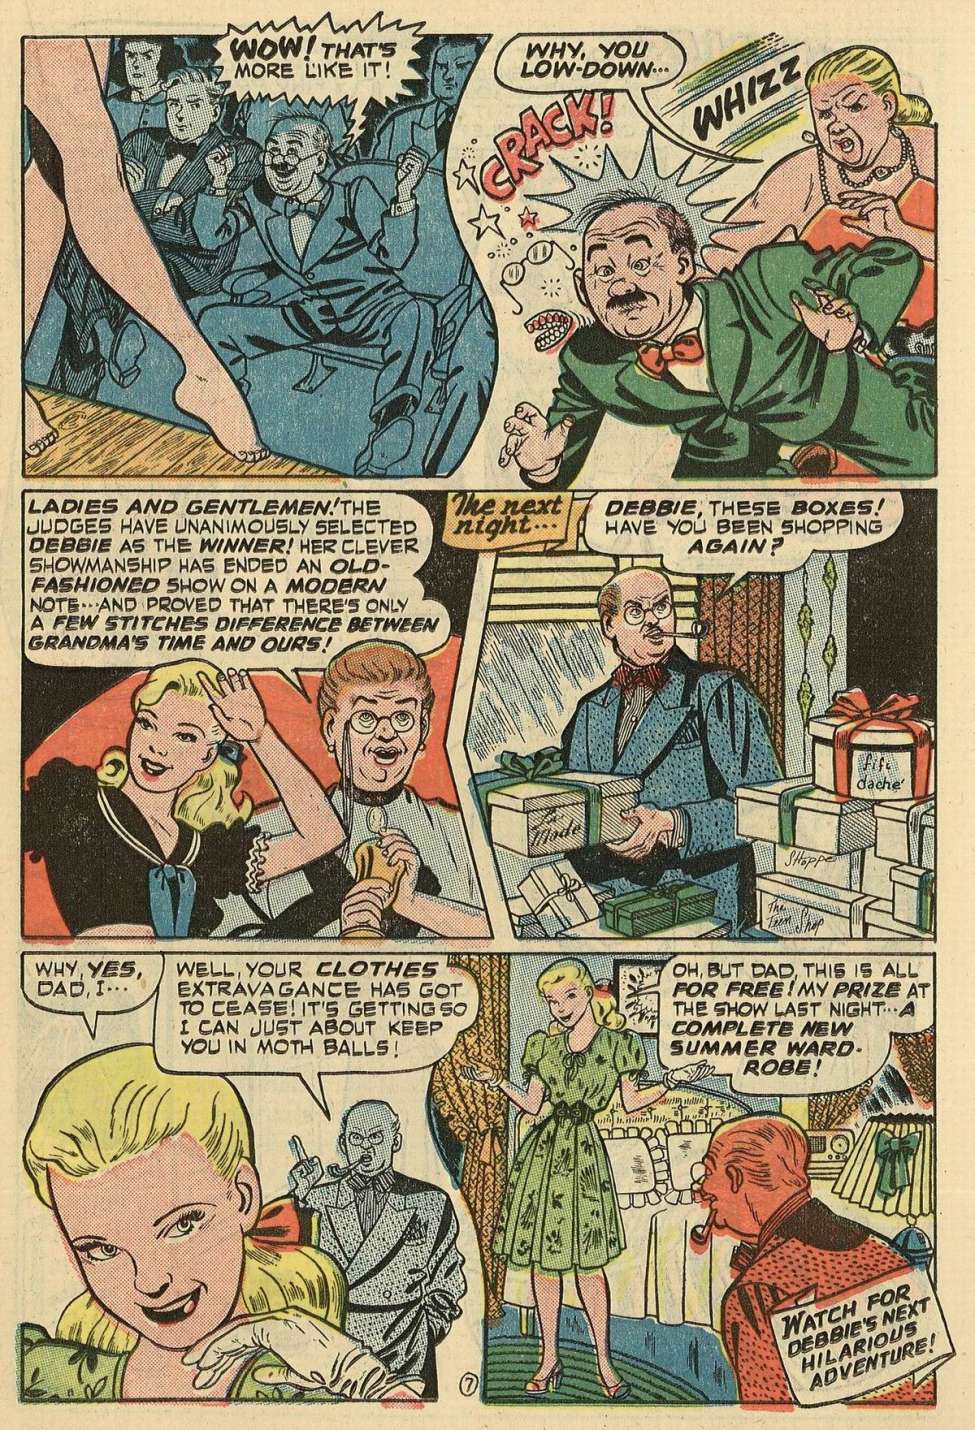 WOW! THAT'S
MORE LIKE IT!
WHY, YOU
LOW-DOWN...
WHIZZ
CRACK!
LADIES AND GENTLEMEN! THE
JUDGES HAVE UNANIMOUSLY SELECTED
DEBBIE AS THE WINNER! HER CLEVER
SHOWMANSHIP HAS ENDED AN OLD-
FASHIONED SHOW ON A MODERN
NOTE...AND PROVED THAT THERE'S ONLY
A FEW STITCHES DIFFERENCE BETWEEN
GRANDMA'S TIME AND OURS!
The next
night...
DEBBIE, THESE BOXES!
HAVE YOU BEEN SHOPPING
AGAIN?
fifi
daché
La
Mode
Shoppe
The
Teen Shop
WHY, YES,
DAD, I...
WELL, YOUR CLOTHES
EXTRAVAGANCE HAS GOT
TO CEASE! IT'S GETTING SO
I CAN JUST ABOUT KEEP
YOU IN MOTH BALLS!
OH, BUT DAD, THIS IS ALL
FOR FREE! MY PRIZE AT
THE SHOW LAST NIGHT...A
COMPLETE NEW
SUMMER WARD-
ROBE!
WATCH FOR
DEBBIE'S NEXT
HILARIOUS
ADVENTURE!
7